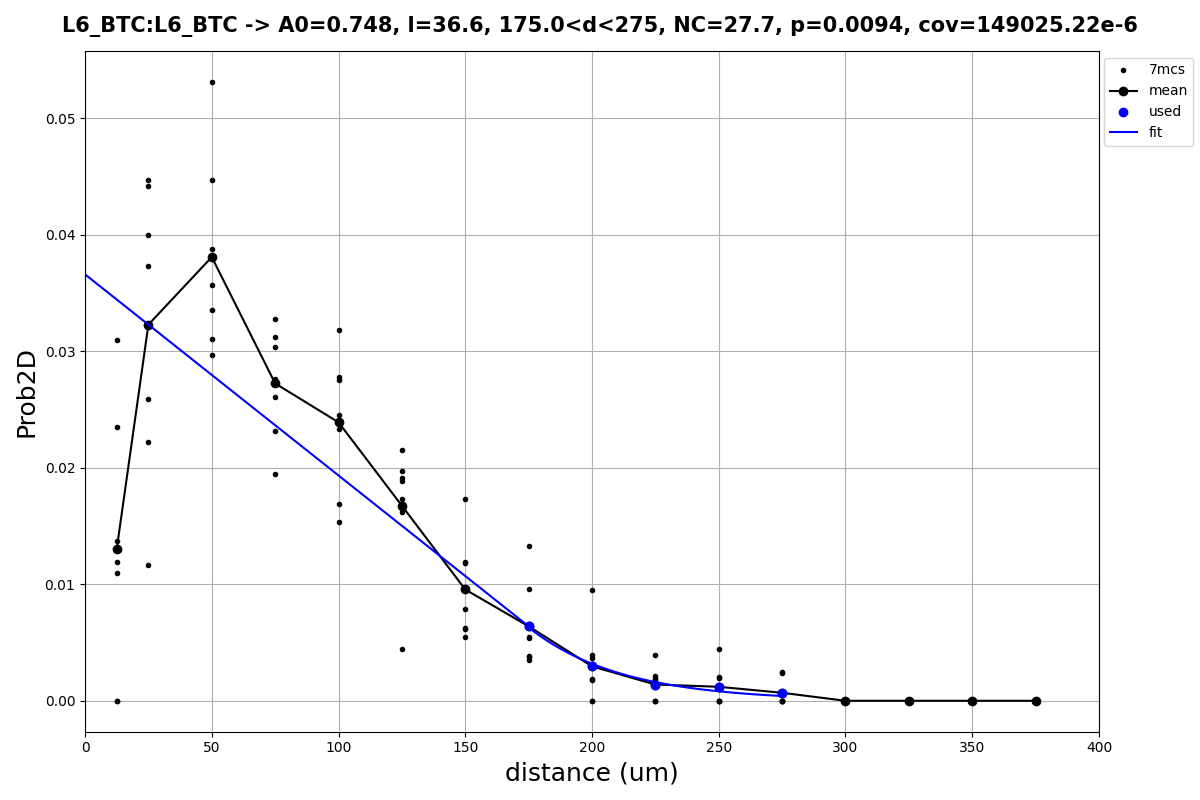 L6_BTC:L6_BTC -> A0=0.748, l=36.6, 175.0<d<275, NC=27.7, p=0.0094, cov=149025.22e-6
7mcs
mean
used
fit
0.05
0.04
0.03
0.02
0.01
0.00
Prob2D
0 50 100 150 200 250 300 350 400
distance (um)